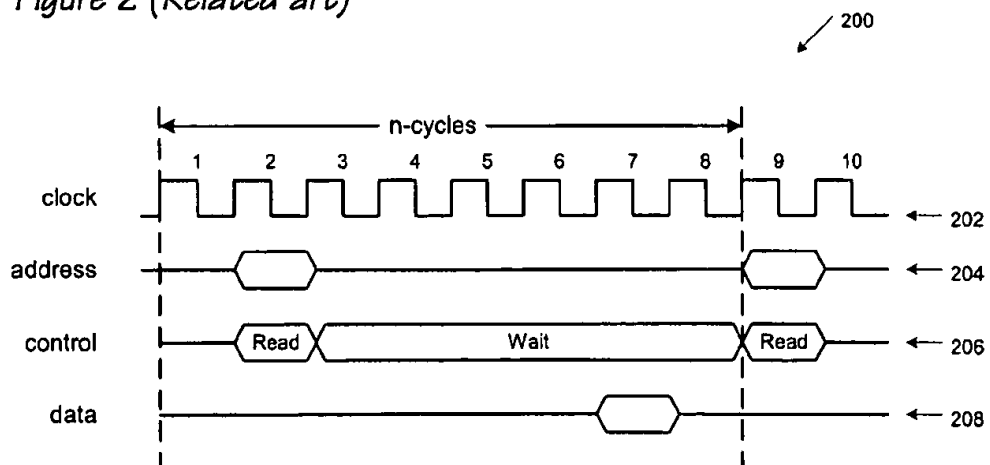 Figure 2 (Related art)
200
n-cycles
1 2 3 4 5 6 7 8 9 10
clock
202
address
204
control Read Wait Read
206
data
208